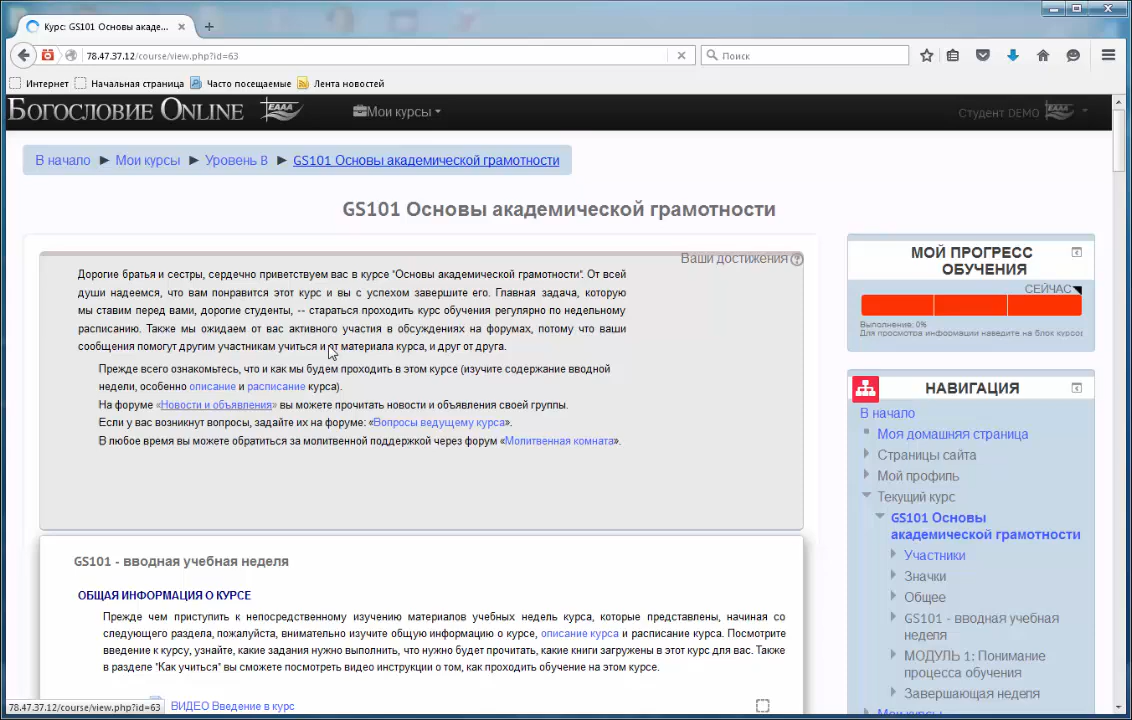 Курс: GS101 Основы акаде...
78.47.37.12/course/view.php?id=63
Поиск
Интернет Начальная страница Часто посещаемые Лента новостей
Богословие Online ЕААА Мои курсы Студент DEMO
В начало ► Мои курсы ► Уровень B ► GS101 Основы академической грамотности
GS101 Основы академической грамотности
Ваши достижения
Дорогие братья и сестры, сердечно приветствуем вас в курсе "Основы академической грамотности". От всей
души надеемся, что вам понравится этот курс и вы с успехом завершите его. Главная задача, которую
мы ставим перед вами, дорогие студенты, -- стараться проходить курс обучения регулярно по недельному
расписанию. Также мы ожидаем от вас активного участия в обсуждениях на форумах, потому что ваши
сообщения помогут другим участникам учиться и от материала курса, и друг от друга.
Прежде всего ознакомьтесь, что и как мы будем проходить в этом курсе (изучите содержание вводной
недели, особенно описание и расписание курса).
На форуме «Новости и объявления» вы можете прочитать новости и объявления своей группы.
Если у вас возникнут вопросы, задайте их на форуме: «Вопросы ведущему курса».
В любое время вы можете обратиться за молитвенной поддержкой через форум «Молитвенная комната».
GS101 - вводная учебная неделя
ОБЩАЯ ИНФОРМАЦИЯ О КУРСЕ
Прежде чем приступить к непосредственному изучению материалов учебных недель курса, которые представлены, начиная со
следующего раздела, пожалуйста, внимательно изучите общую информацию о курсе, описание курса и расписание курса. Посмотрите
введение к курсу, узнайте, какие задания нужно выполнить, что нужно будет прочитать, какие книги загружены в этот курс для вас. Также
в разделе "Как учиться" вы сможете посмотреть видео инструкции о том, как проходить обучение на этом курсе.
ВИДЕО Введение в курс
78.47.37.12/course/view.php?id=63
МОЙ ПРОГРЕСС
ОБУЧЕНИЯ
СЕЙЧАС
Выполнение: 0%
Для просмотра информации наведите на блок курсор
НАВИГАЦИЯ
В начало
Моя домашняя страница
Страницы сайта
Мой профиль
Текущий курс
GS101 Основы
академической грамотности
Участники
Значки
Общее
GS101 - вводная учебная
неделя
МОДУЛЬ 1: Понимание
процесса обучения
Завершающая неделя
Мои курсы